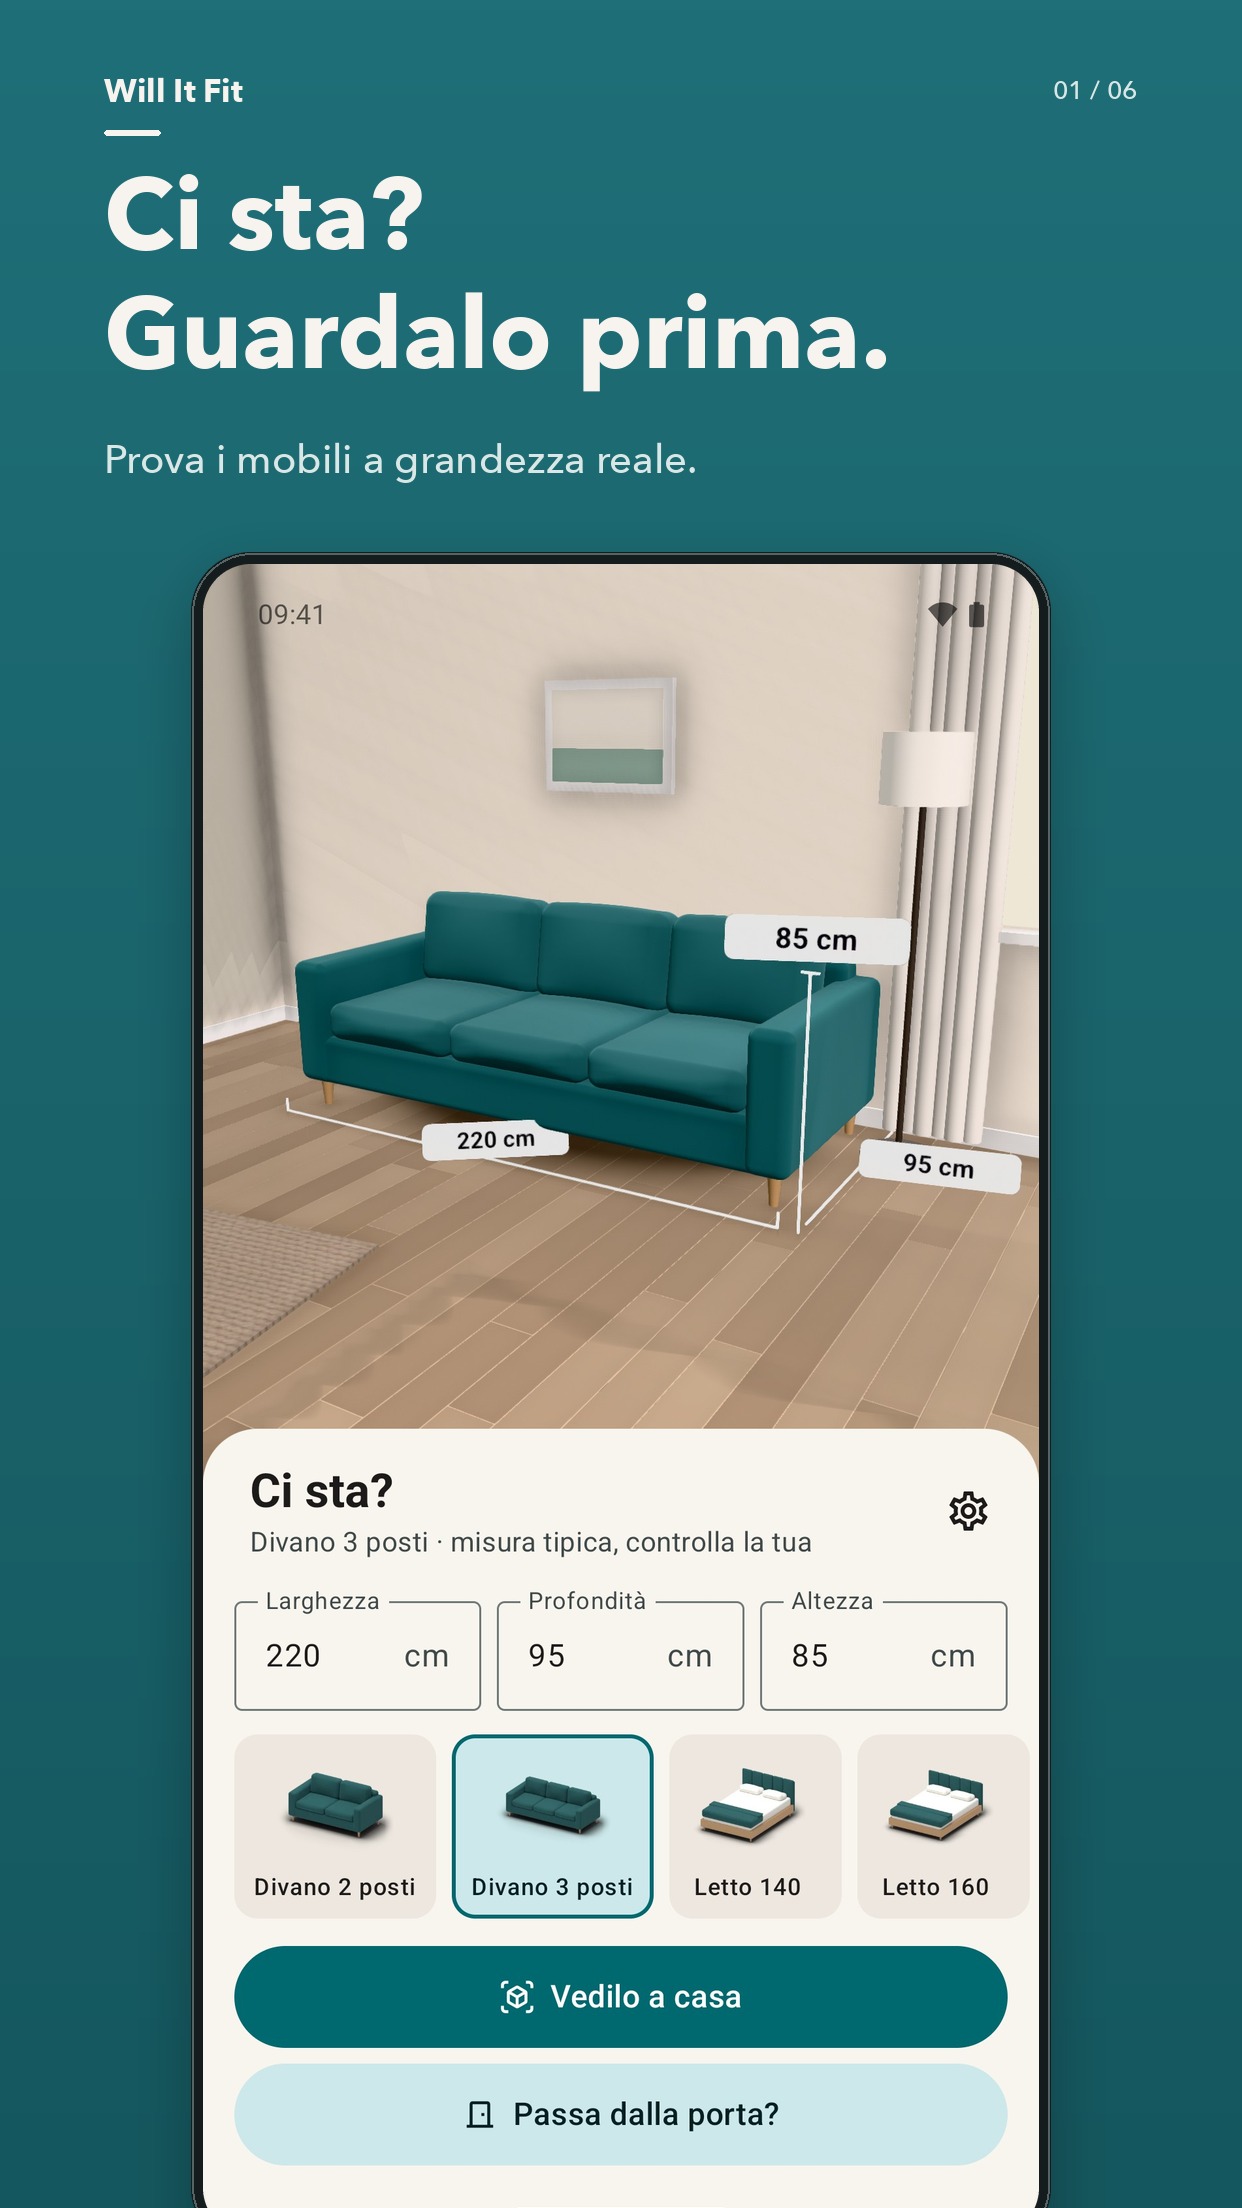 Will It Fit
01 / 06
Ci sta?
Guardalo prima.
Prova i mobili a grandezza reale.
09:41
85 cm
220 cm
95 cm
Ci sta?
Divano 3 posti · misura tipica, controlla la tua
Larghezza
Profondità
Altezza
220 cm
95 cm
85 cm
Divano 2 posti
Divano 3 posti
Letto 140
Letto 160
Vedilo a casa
Passa dalla porta?